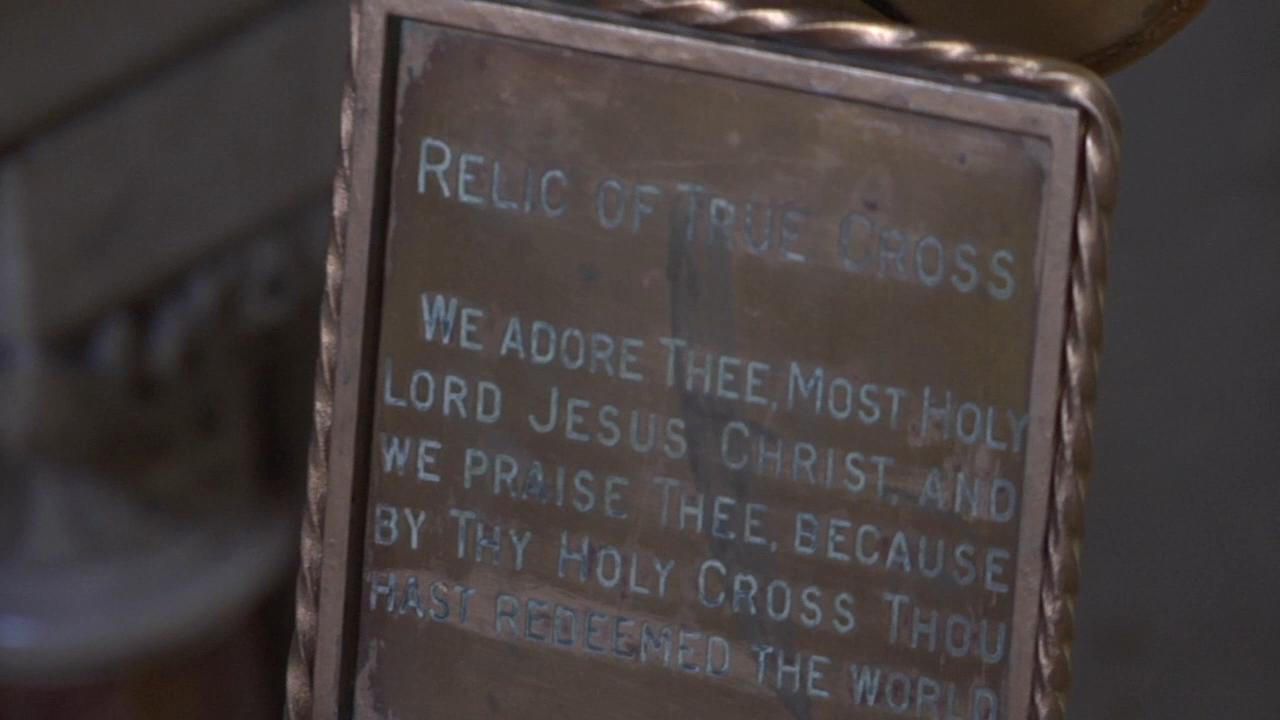 RELIC OF TRUE CROSS
WE ADORE THEE, MOST HOLY
LORD JESUS CHRIST, AND
WE PRAISE THEE, BECAUSE
BY THY HOLY CROSS THOU
HAST REDEEMED THE WORLD